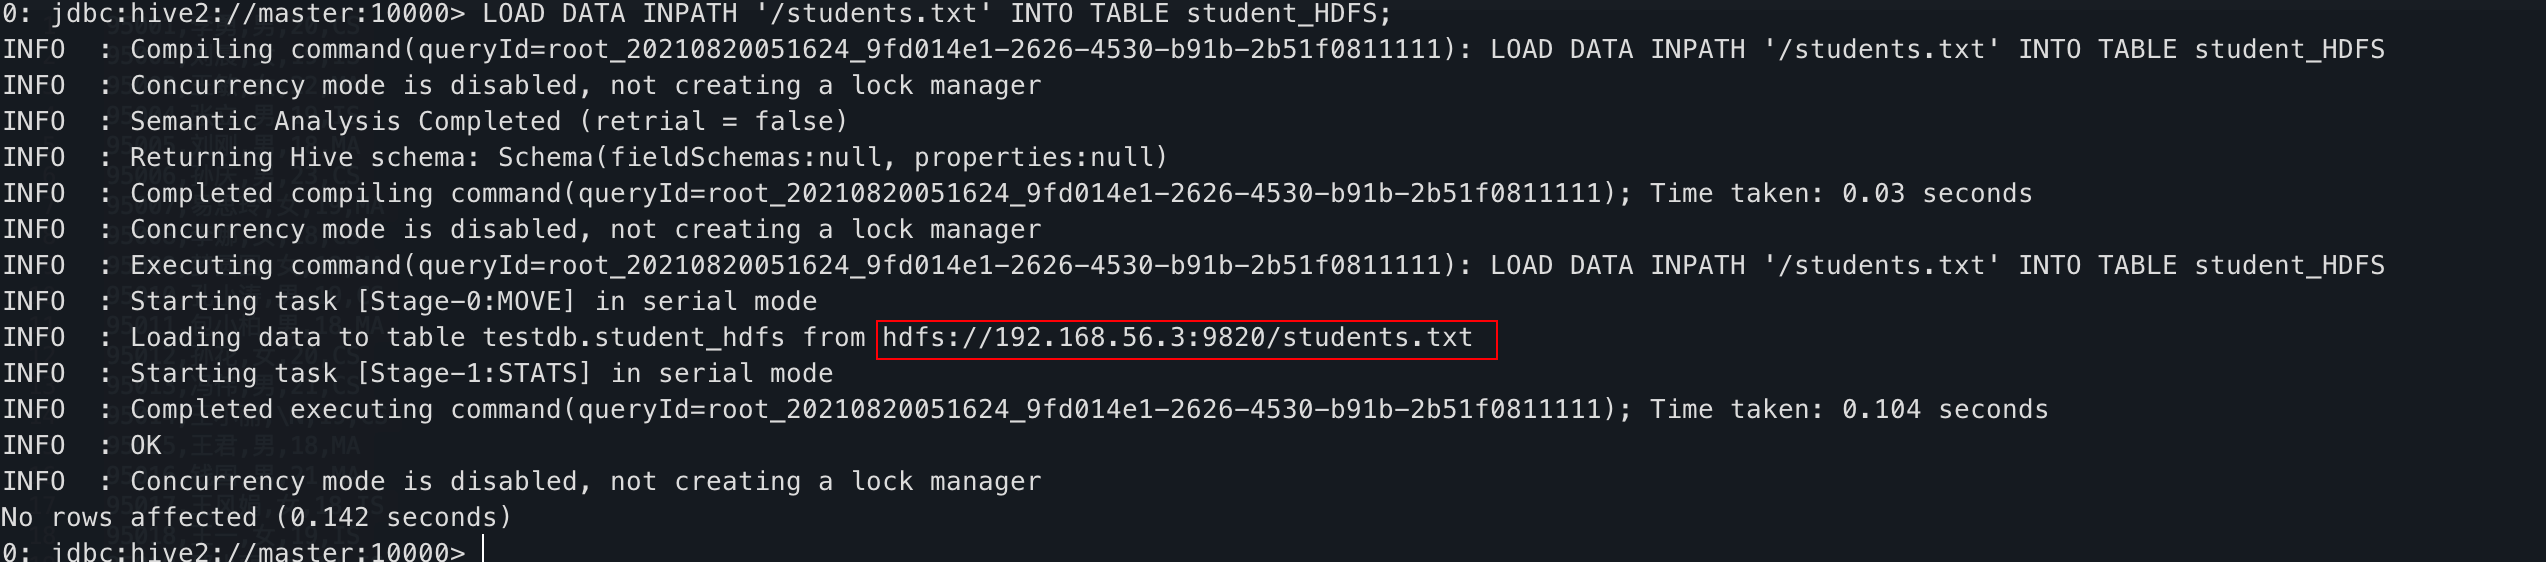 0: jdbc:hive2://master:10000> LOAD DATA INPATH '/students.txt' INTO TABLE student_HDFS;
INFO  : Compiling command(queryId=root_20210820051624_9fd014e1-2626-4530-b91b-2b51f0811111): LOAD DATA INPATH '/students.txt' INTO TABLE student_HDFS
INFO  : Concurrency mode is disabled, not creating a lock manager
INFO  : Semantic Analysis Completed (retrial = false)
INFO  : Returning Hive schema: Schema(fieldSchemas:null, properties:null)
INFO  : Completed compiling command(queryId=root_20210820051624_9fd014e1-2626-4530-b91b-2b51f0811111); Time taken: 0.03 seconds
INFO  : Concurrency mode is disabled, not creating a lock manager
INFO  : Executing command(queryId=root_20210820051624_9fd014e1-2626-4530-b91b-2b51f0811111): LOAD DATA INPATH '/students.txt' INTO TABLE student_HDFS
INFO  : Starting task [Stage-0:MOVE] in serial mode
INFO  : Loading data to table testdb.student_hdfs from hdfs://192.168.56.3:9820/students.txt
INFO  : Starting task [Stage-1:STATS] in serial mode
INFO  : Completed executing command(queryId=root_20210820051624_9fd014e1-2626-4530-b91b-2b51f0811111); Time taken: 0.104 seconds
INFO  : OK
INFO  : Concurrency mode is disabled, not creating a lock manager
No rows affected (0.142 seconds)
0: jdbc:hive2://master:10000>